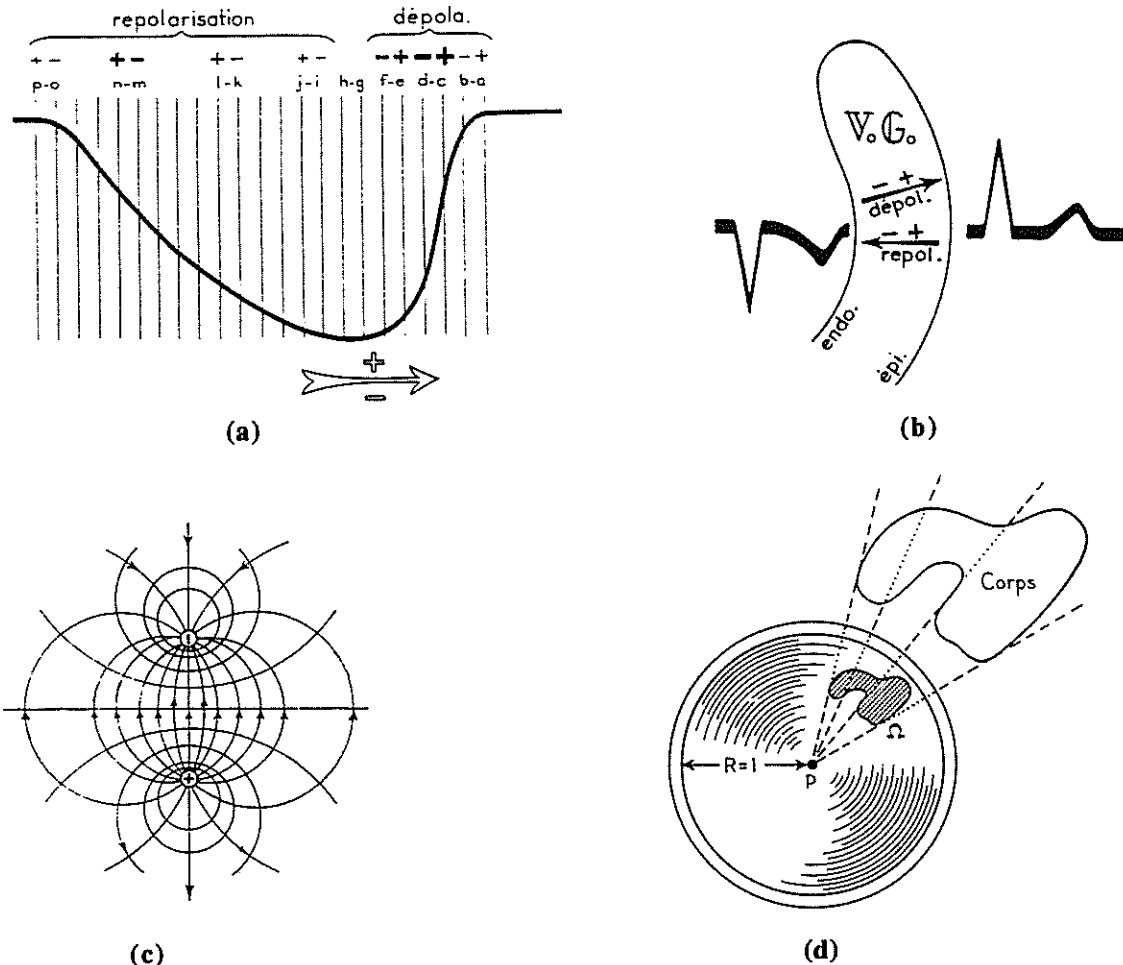 repolarisation dépola.
+ − + − + − + − − + − + − +
p-o n-m l-k j-i h-g f-e d-c b-a
+
−
(a)
V.G.
− +
dépol.
− +
repol.
endo.
épi.
(b)
−
+
(c)
Corps
Ω
R=1
P
(d)